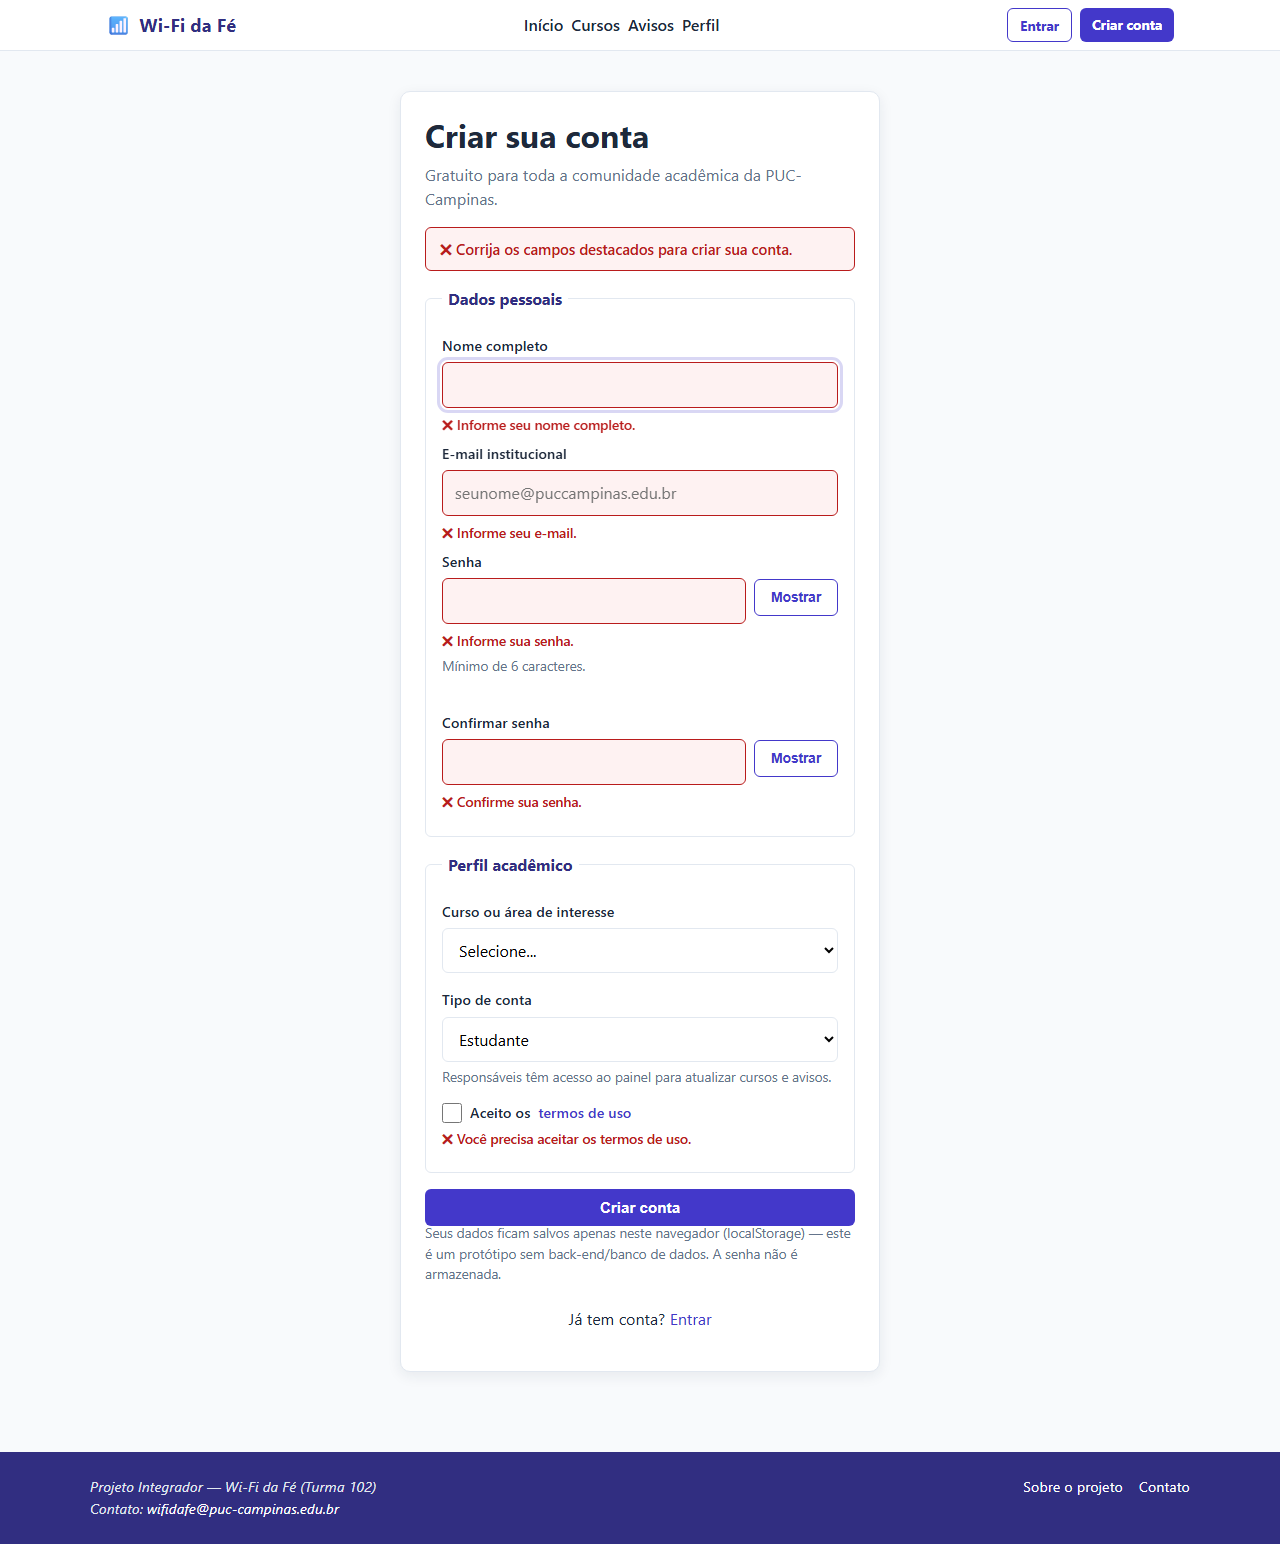 📶 Wi-Fi da Fé
Início Cursos Avisos Perfil
Entrar
Criar conta
Criar sua conta
Gratuito para toda a comunidade acadêmica da PUC-
Campinas.
❌ Corrija os campos destacados para criar sua conta.
Dados pessoais
Nome completo
❌ Informe seu nome completo.
E-mail institucional
seunome@puccampinas.edu.br
❌ Informe seu e-mail.
Senha
Mostrar
❌ Informe sua senha.
Mínimo de 6 caracteres.
Confirmar senha
Mostrar
❌ Confirme sua senha.
Perfil acadêmico
Curso ou área de interesse
Selecione...
Tipo de conta
Estudante
Responsáveis têm acesso ao painel para atualizar cursos e avisos.
Aceito os termos de uso
❌ Você precisa aceitar os termos de uso.
Criar conta
Seus dados ficam salvos apenas neste navegador (localStorage) — este
é um protótipo sem back-end/banco de dados. A senha não é
armazenada.
Já tem conta? Entrar
Projeto Integrador — Wi-Fi da Fé (Turma 102)
Contato: wifidafe@puc-campinas.edu.br
Sobre o projeto Contato